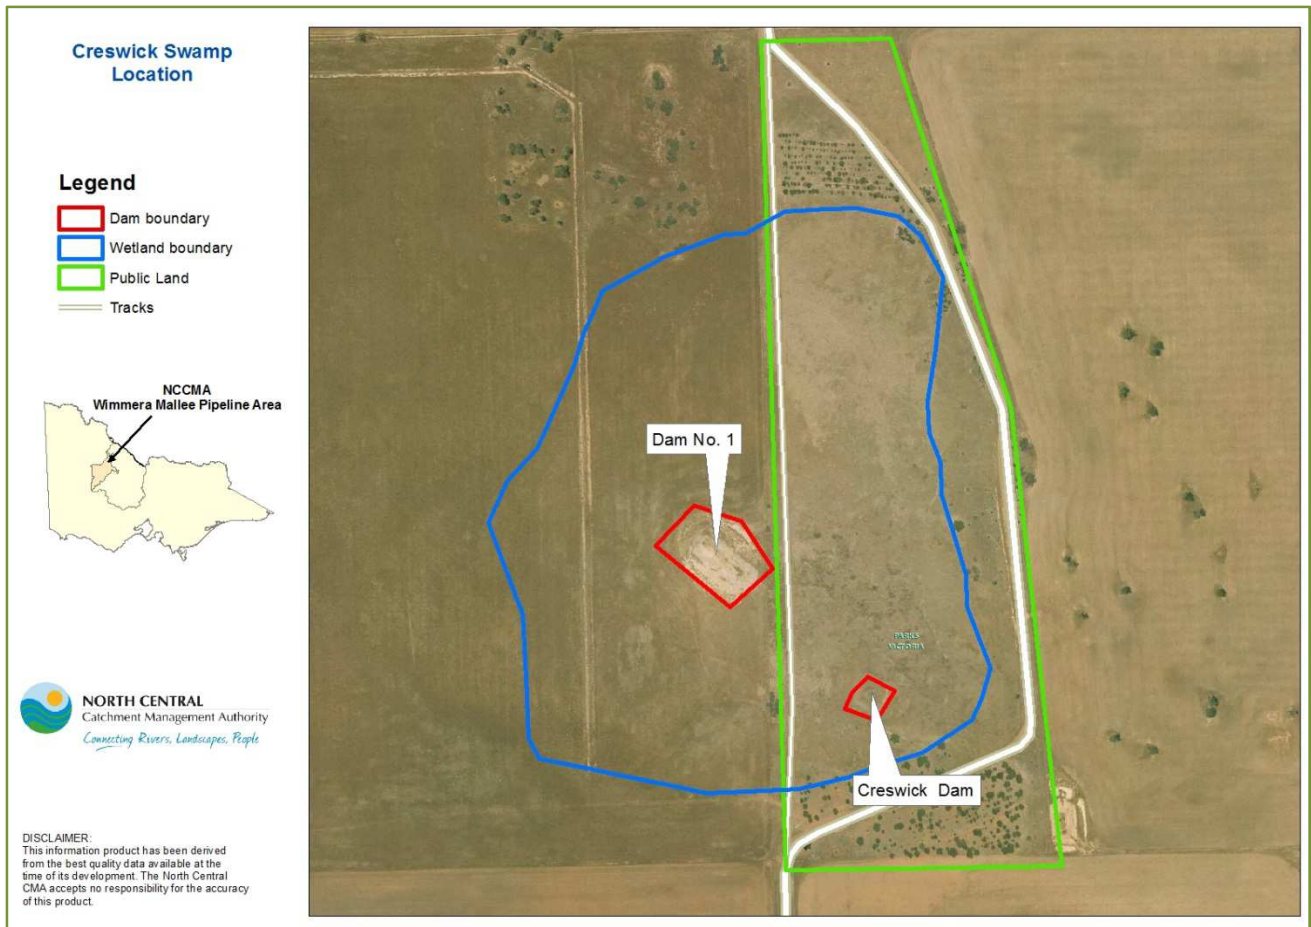 Creswick Swamp
Location
Legend
Dam boundary
Wetland boundary
Public Land
Tracks
NCCMA
Wimmera Mallee Pipeline Area
NORTH CENTRAL
Catchment Management Authority
Connecting Rivers, Landscapes, People
DISCLAIMER:
This information product has been derived
from the best quality data available at the
time of its development. The North Central
CMA accepts no responsibility for the accuracy
of this product.
Dam No. 1
PARKS
VICTORIA
Creswick Dam